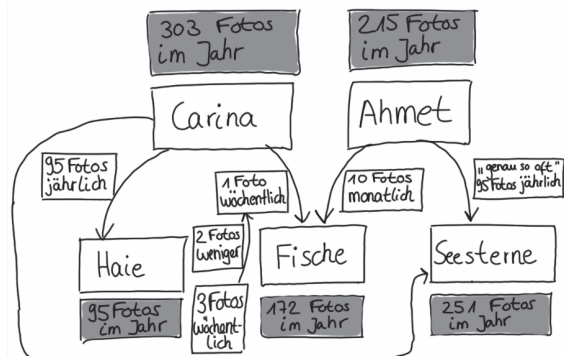 303 Fotos
im Jahr
215 Fotos
im Jahr
Carina
Ahmet
95 Fotos
jährlich
1 Foto
wöchentlich
10 Fotos
monatlich
"genau so oft"
95 Fotos jährlich
2 Fotos
weniger
Haie
Fische
Seesterne
3 Fotos
wöchent-
lich
95 Fotos
im Jahr
172 Fotos
im Jahr
251 Fotos
im Jahr